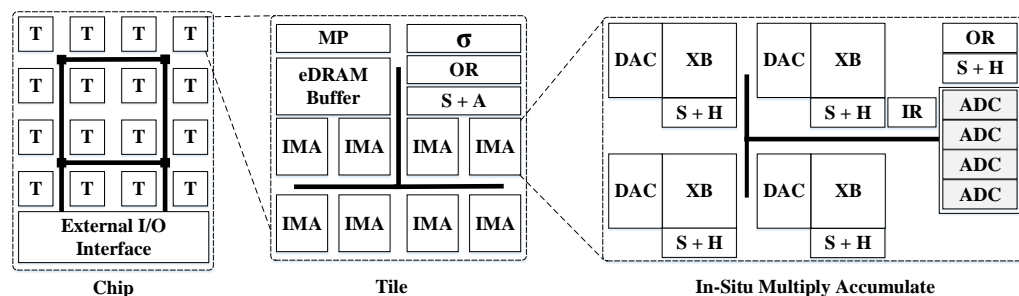 T T T T
T T T T
T T T T
T T T T
External I/O
Interface
Chip
MP σ
eDRAM
Buffer
OR
S + A
IMA IMA IMA IMA
IMA IMA IMA IMA
Tile
DAC XB DAC XB
S + H S + H IR
OR
S + H
ADC
ADC
ADC
ADC
DAC XB DAC XB
S + H S + H
In-Situ Multiply Accumulate